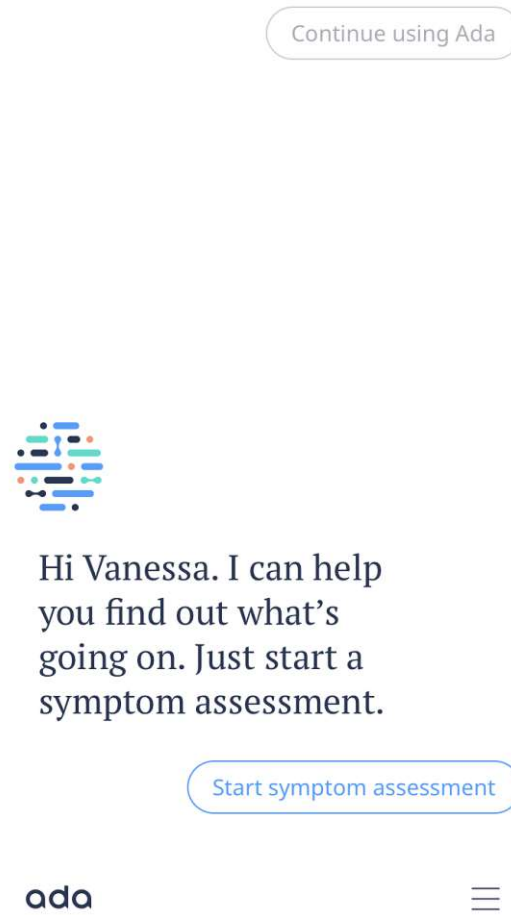 Continue using Ada
Hi Vanessa. I can help
you find out what’s
going on. Just start a
symptom assessment.
Start symptom assessment
ada